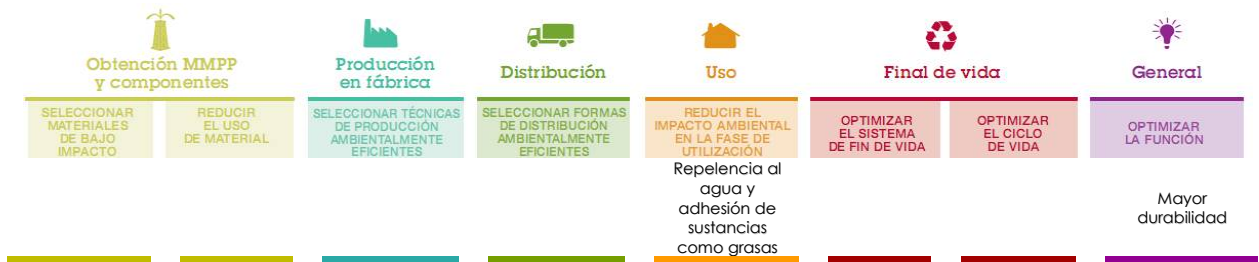 Obtención MMPP
y componentes
Producción
en fábrica
Distribución
Uso
Final de vida
General
SELECCIONAR
MATERIALES
DE BAJO
IMPACTO
REDUCIR
EL USO
DE MATERIAL
SELECCIONAR TÉCNICAS
DE PRODUCCIÓN
AMBIENTALMENTE
EFICIENTES
SELECCIONAR FORMAS
DE DISTRIBUCIÓN
AMBIENTALMENTE
EFICIENTES
REDUCIR EL
IMPACTO AMBIENTAL
EN LA FASE DE
UTILIZACIÓN
OPTIMIZAR
EL SISTEMA
DE FIN DE VIDA
OPTIMIZAR
EL CICLO
DE VIDA
OPTIMIZAR
LA FUNCIÓN
Repelencia al
agua y
adhesión de
sustancias
como grasas
Mayor
durabilidad